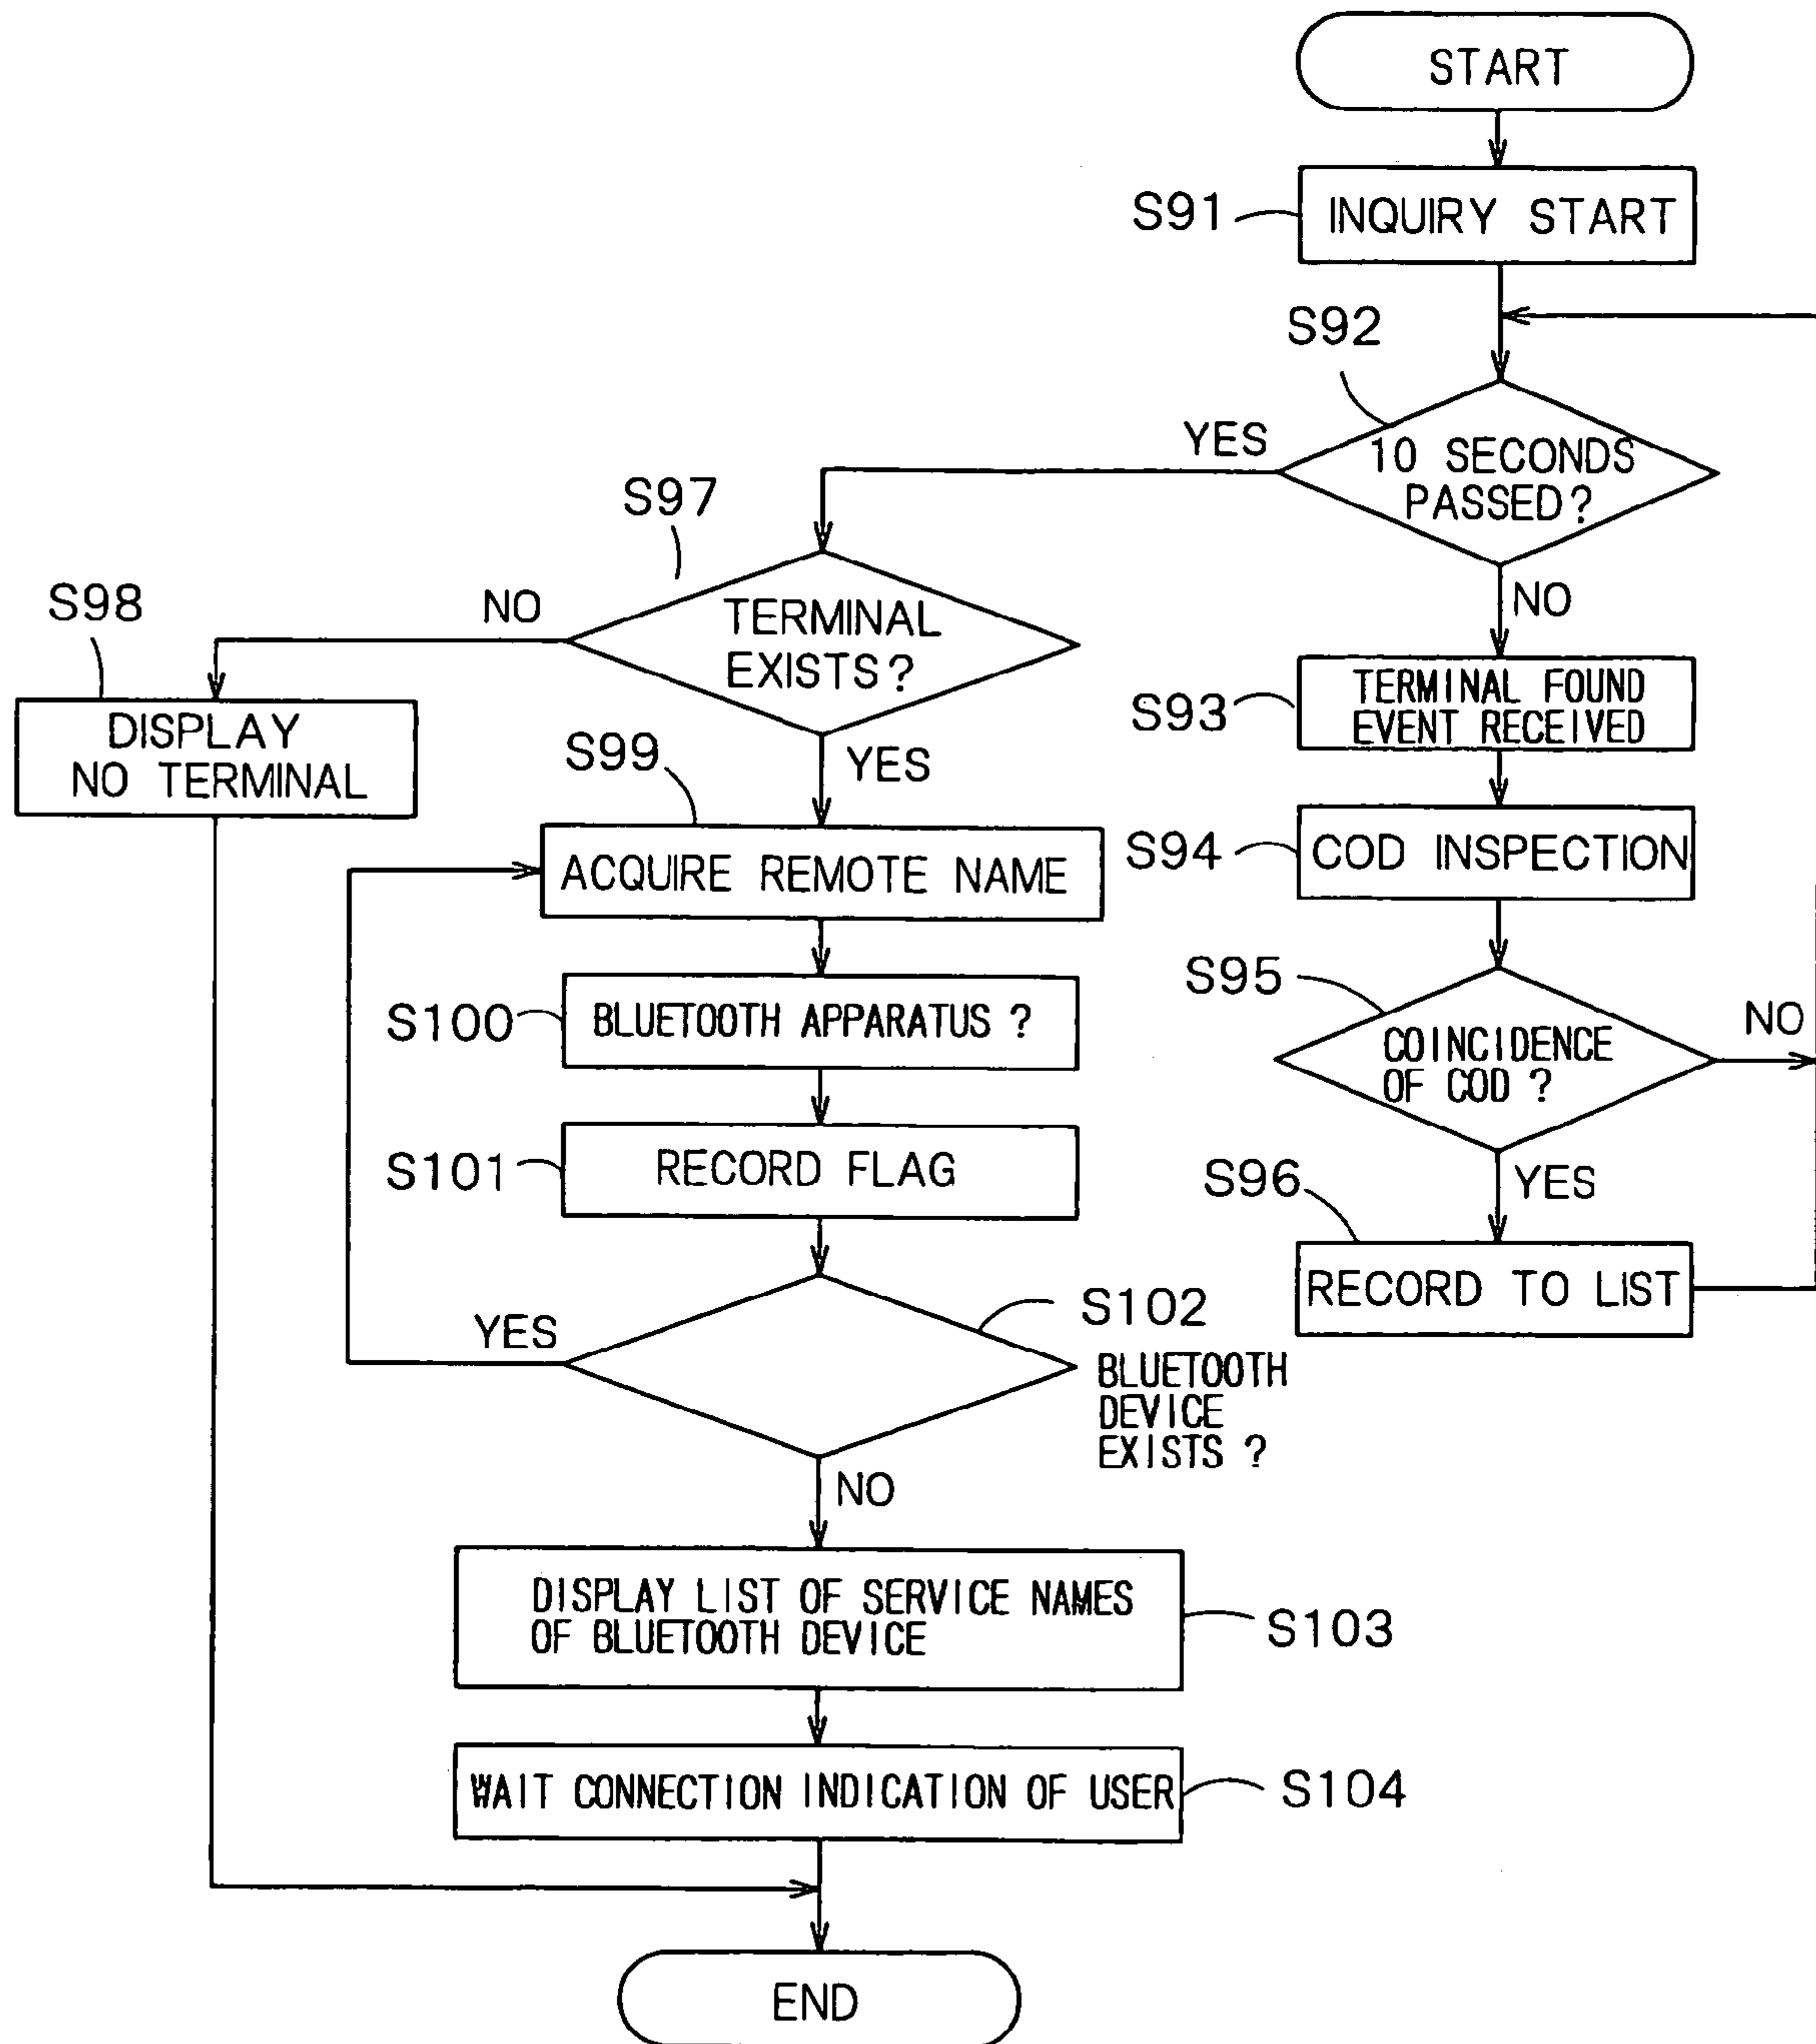 START
S91
INQUIRY START
S92
10 SECONDS
PASSED?
YES
NO
S93
TERMINAL FOUND
EVENT RECEIVED
S94
COD INSPECTION
S95
COINCIDENCE
OF COD ?
NO
YES
S96
RECORD TO LIST
S97
TERMINAL
EXISTS?
NO
YES
S98
DISPLAY
NO TERMINAL
S99
ACQUIRE REMOTE NAME
S100
BLUETOOTH APPARATUS ?
S101
RECORD FLAG
S102
BLUETOOTH
DEVICE
EXISTS ?
YES
NO
DISPLAY LIST OF SERVICE NAMES
OF BLUETOOTH DEVICE
S103
WAIT CONNECTION INDICATION OF USER
S104
END